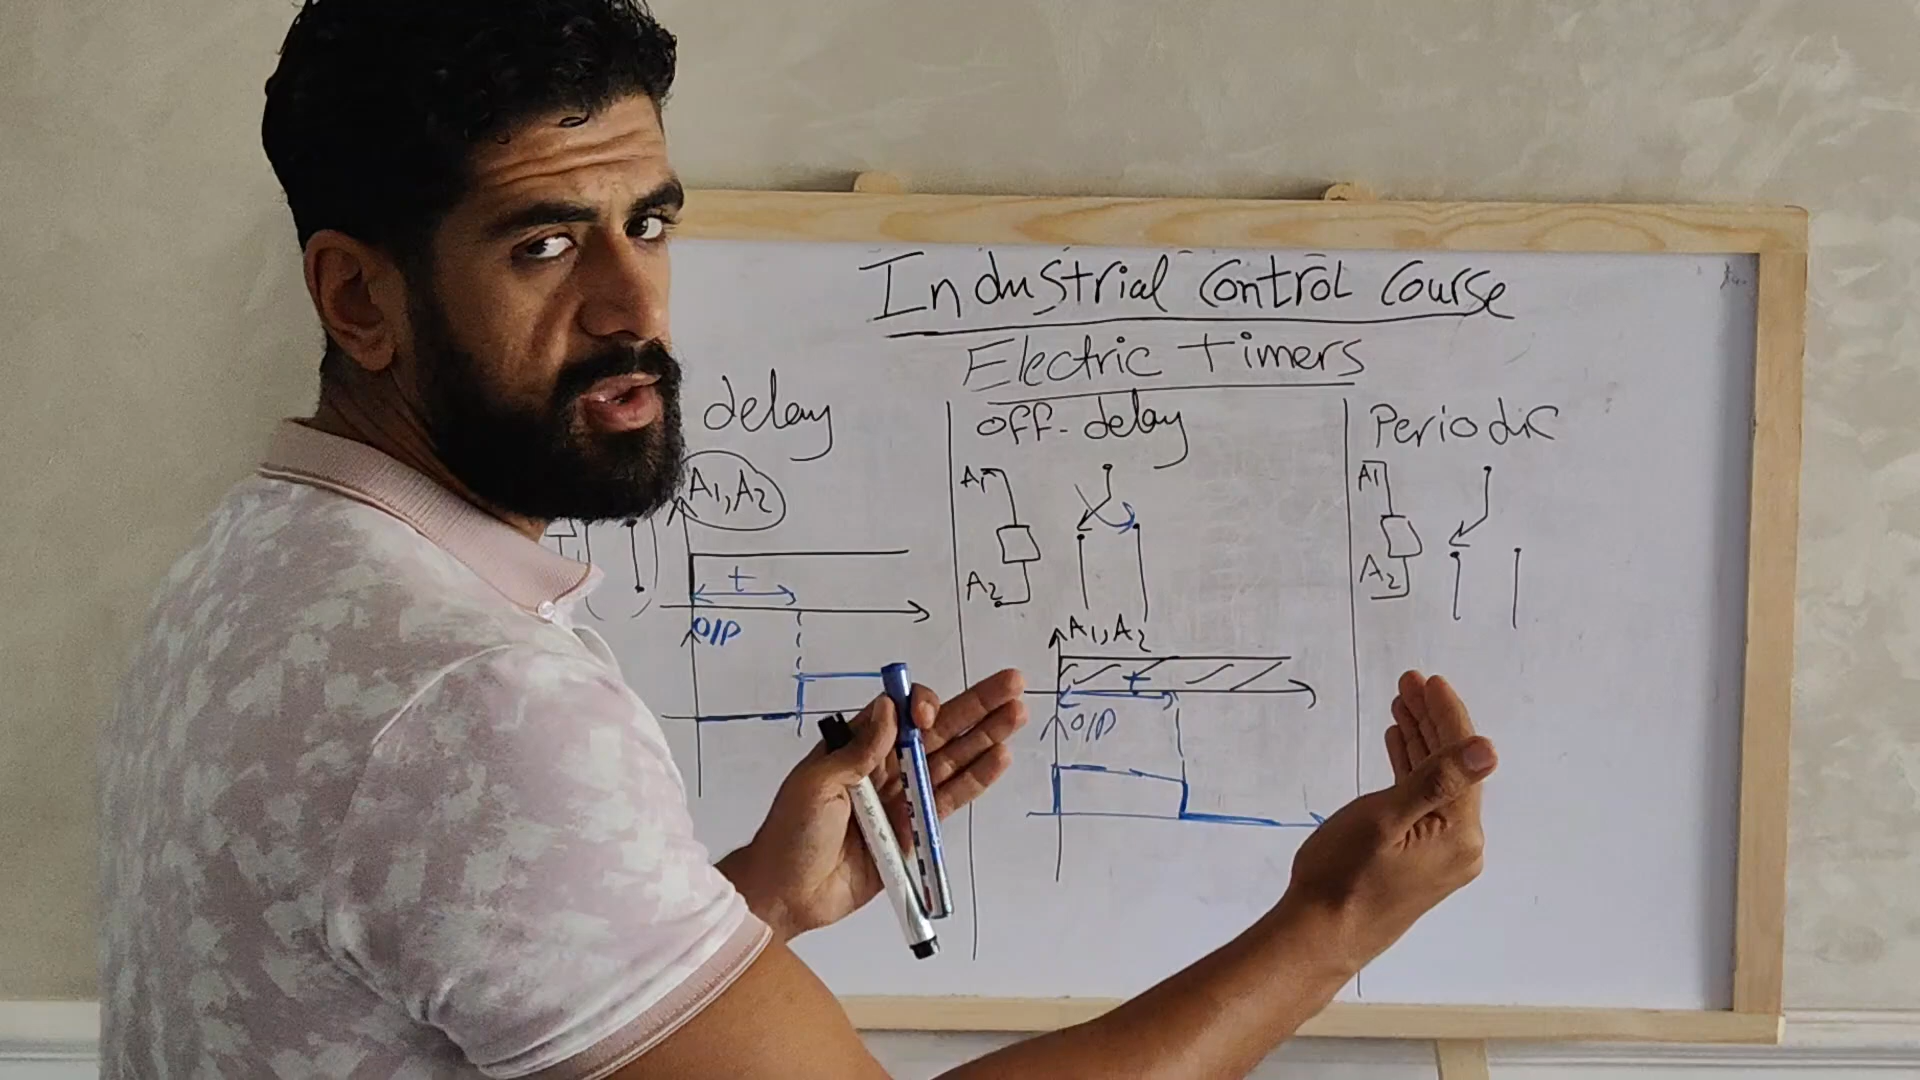 Industrial Control Course
Electric Timers
delay
A1, A2
t
O/P
Off-delay
A1
A2
A1, A2
t
O/P
Periodic
A1
A2